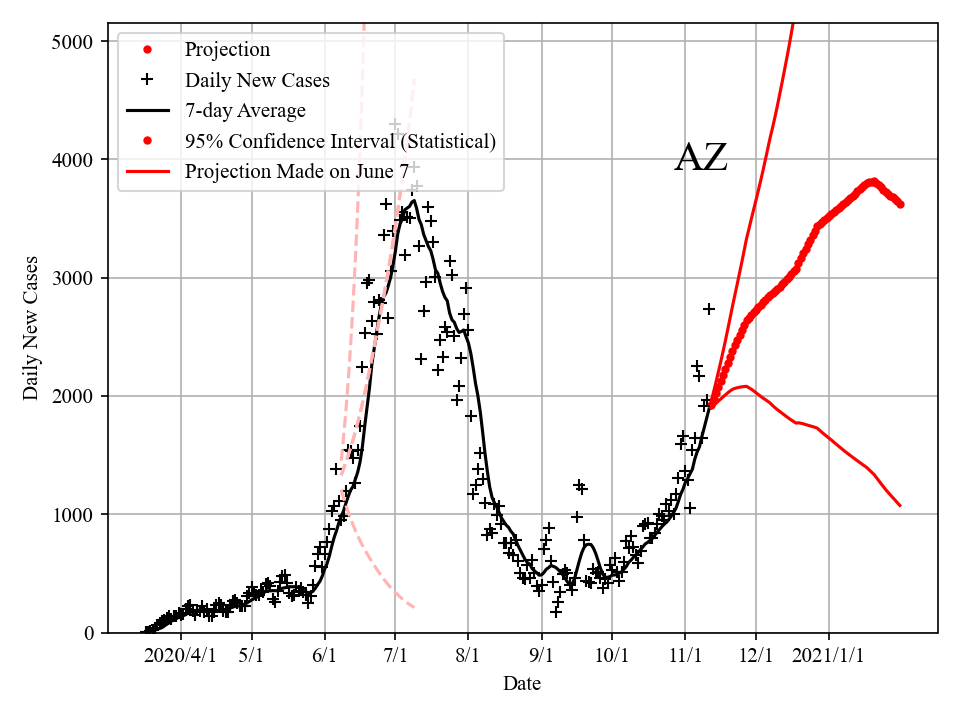 5000
4000
3000
2000
1000
0
Daily New Cases
Projection
Daily New Cases
7-day Average
95% Confidence Interval (Statistical)
Projection Made on June 7
AZ
2020/4/1 5/1 6/1 7/1 8/1 9/1 10/1 11/1 12/1 2021/1/1
Date